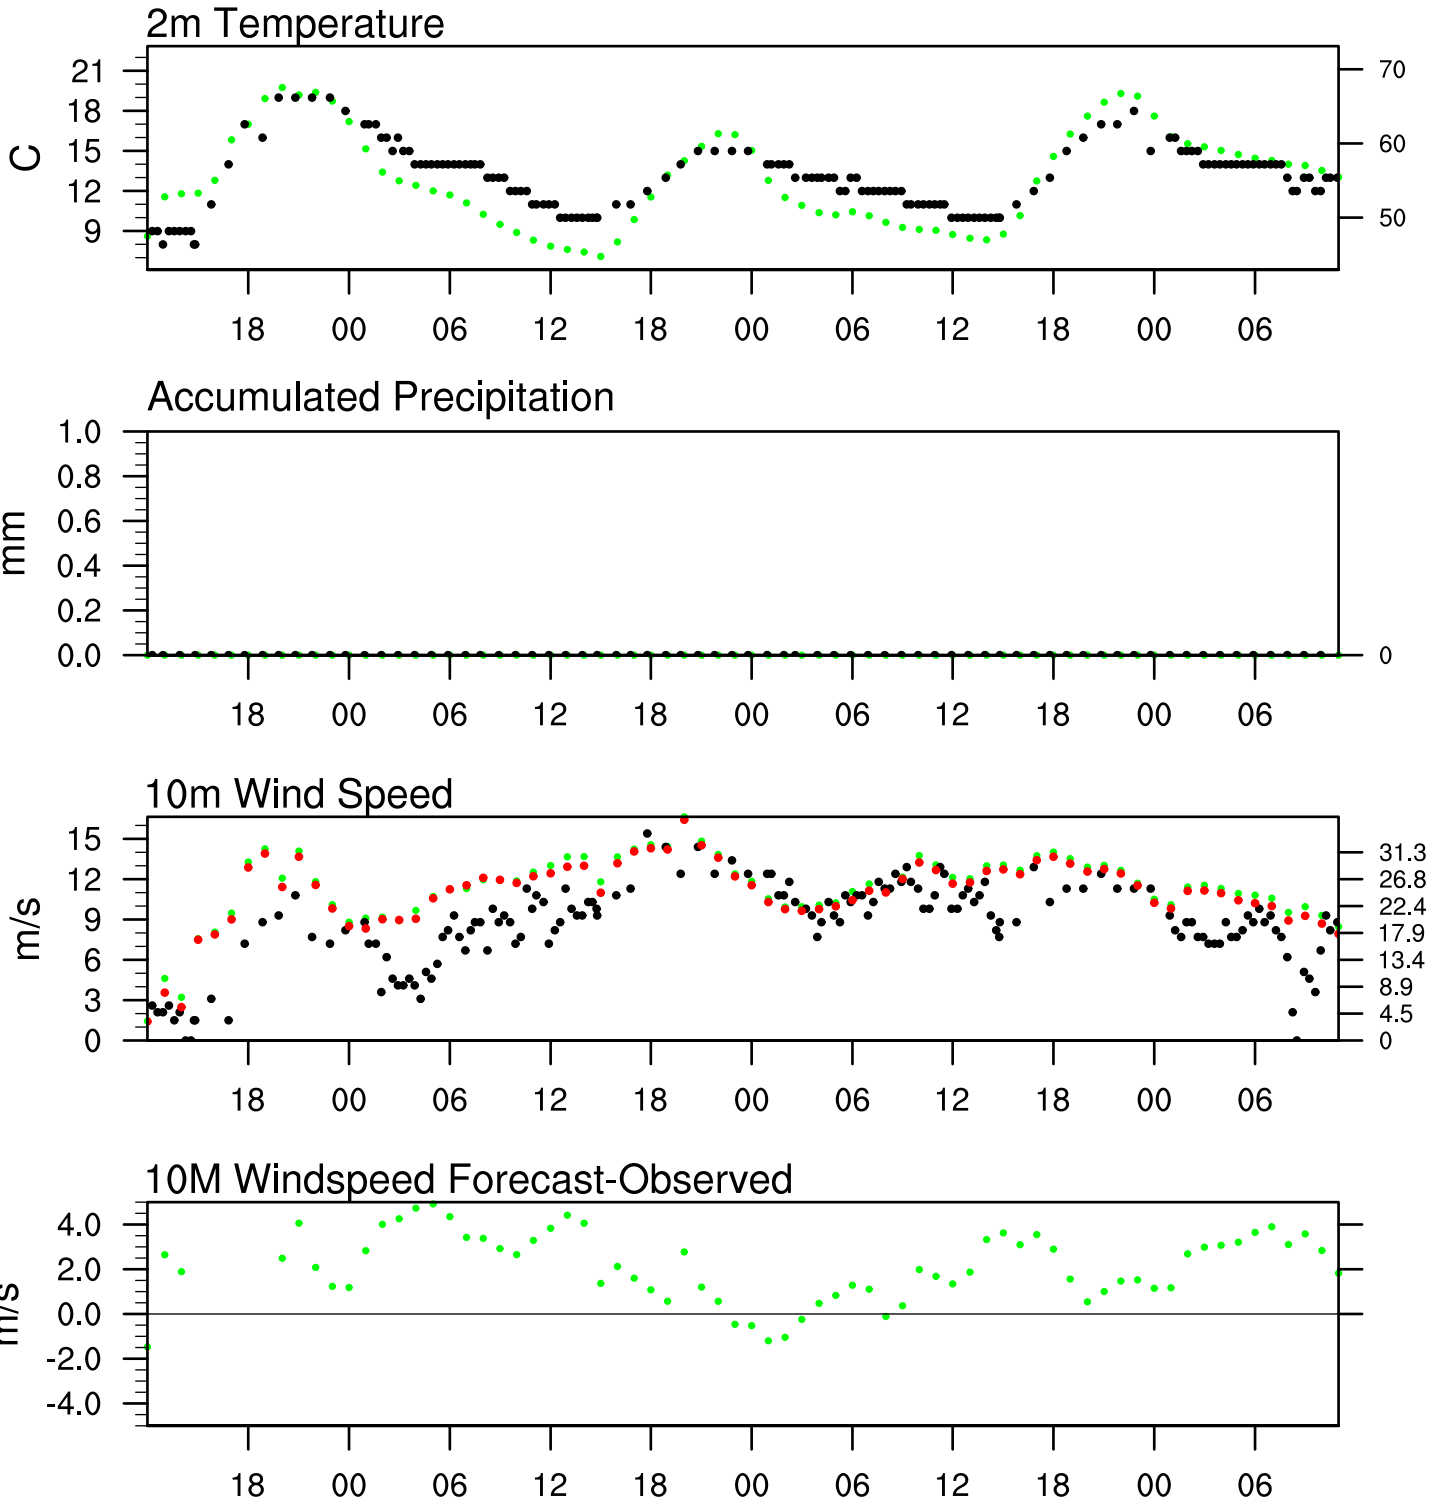 2m Temperature
21
18
15
12
9
C
70
60
50
18 00 06 12 18 00 06 12 18 00 06
Accumulated Precipitation
1.0
0.8
0.6
0.4
0.2
0.0
mm
0
18 00 06 12 18 00 06 12 18 00 06
10m Wind Speed
15
12
9
6
3
0
m/s
31.3
26.8
22.4
17.9
13.4
8.9
4.5
0
18 00 06 12 18 00 06 12 18 00 06
10M Windspeed Forecast-Observed
4.0
2.0
0.0
-2.0
-4.0
m/s
18 00 06 12 18 00 06 12 18 00 06